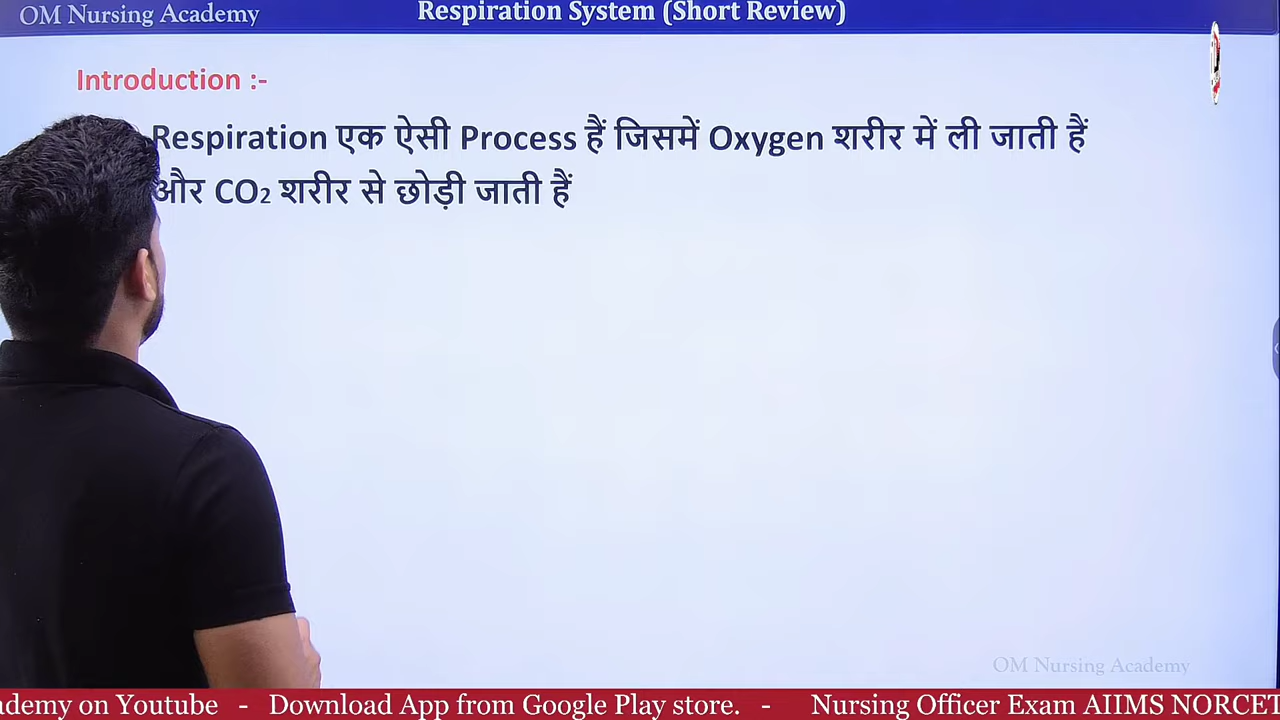 OM Nursing Academy
Respiration System (Short Review)
Introduction :-
Respiration एक ऐसी Process हैं जिसमें Oxygen शरीर में ली जाती हैं
और CO₂ शरीर से छोड़ी जाती हैं
OM Nursing Academy
on Youtube - Download App from Google Play store. - Nursing Officer Exam AIIMS NORCET